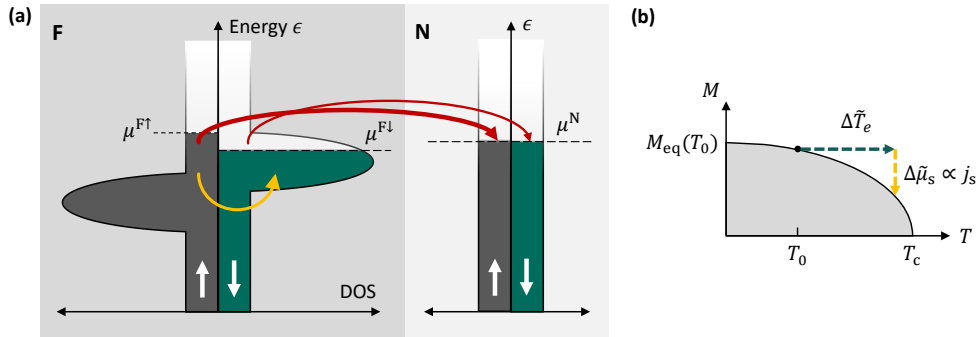 (a)
F
Energy ϵ
N
ϵ
μ^F↑
μ^F↓
μ^N
DOS
(b)
M
M_eq(T_0)
ΔT̃_e
Δμ̃_s ∝ j_s
T
T_0
T_c